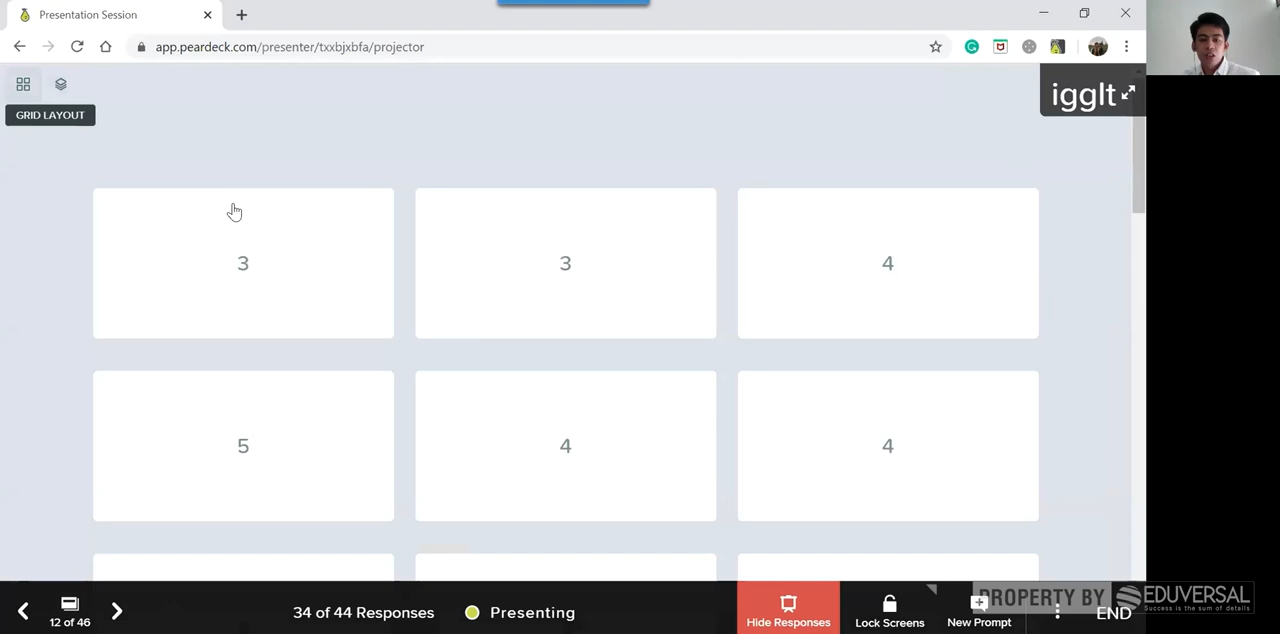 Presentation Session
app.peardeck.com/presenter/txxbjxbfa/projector
GRID LAYOUT
igglt
3 3 4
5 4 4
12 of 46
34 of 44 Responses
Presenting
Hide Responses
Lock Screens
New Prompt
END
PROPERTY BY EDUVERSAL
Success is the sum of details